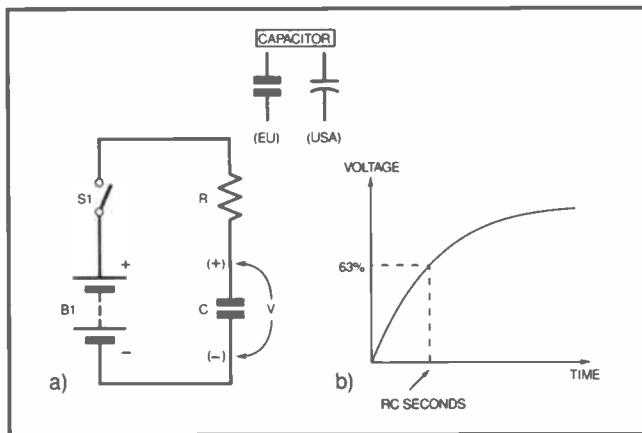 CAPACITOR
(EU) (USA)
S1
R
+
B1
−
(+)
C
V
(−)
a)
VOLTAGE
63%
b)
TIME
RC SECONDS